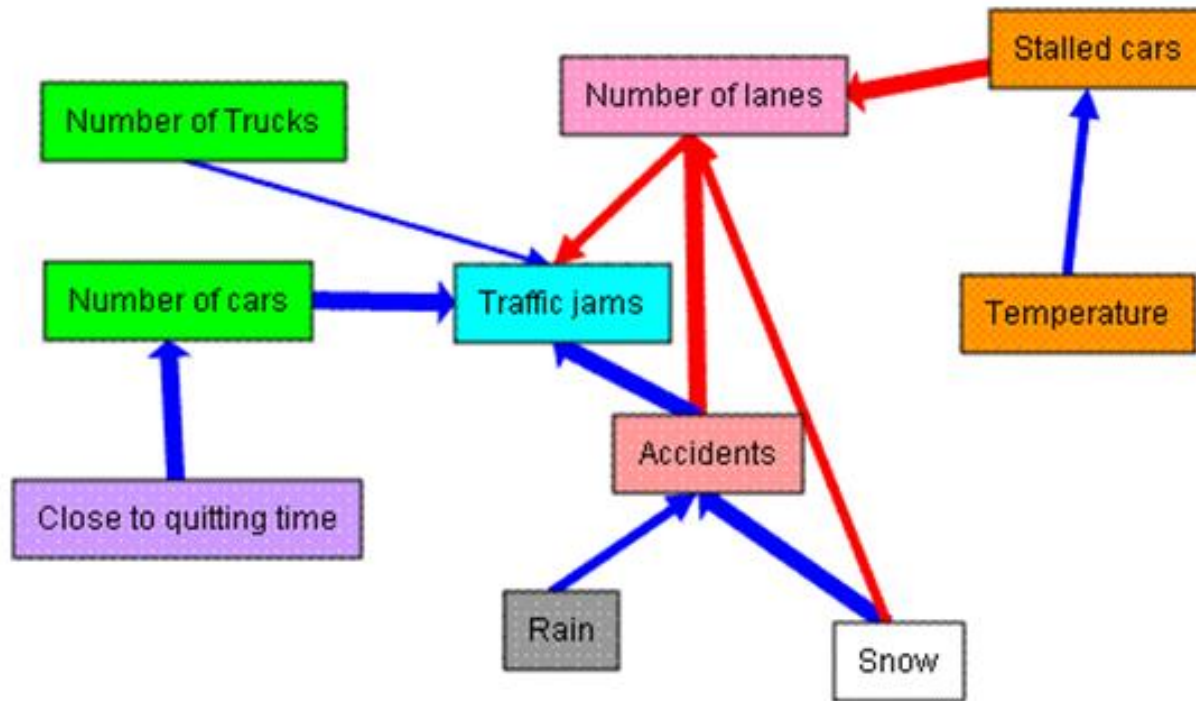 Stalled cars
Number of lanes
Number of Trucks
Number of cars
Traffic jams
Temperature
Accidents
Close to quitting time
Rain
Snow